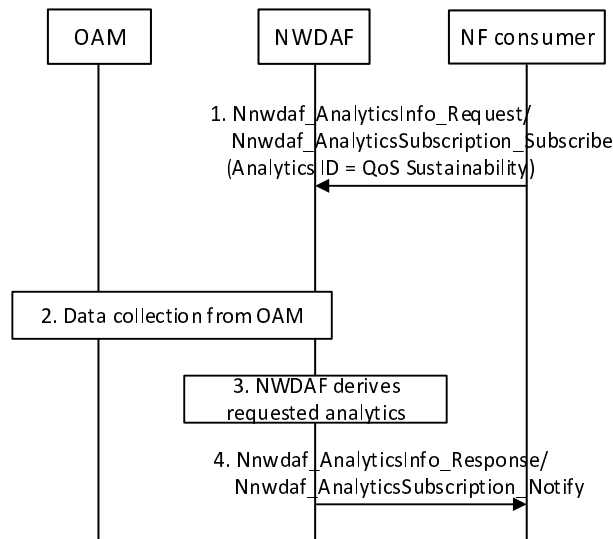 OAM
NWDAF
NF consumer
1. Nnwdaf_AnalyticsInfo_Request/
Nnwdaf_AnalyticsSubscription_Subscribe
(Analytics ID = QoS Sustainability)
2. Data collection from OAM
3. NWDAF derives
requested analytics
4. Nnwdaf_AnalyticsInfo_Response/
Nnwdaf_AnalyticsSubscription_Notify